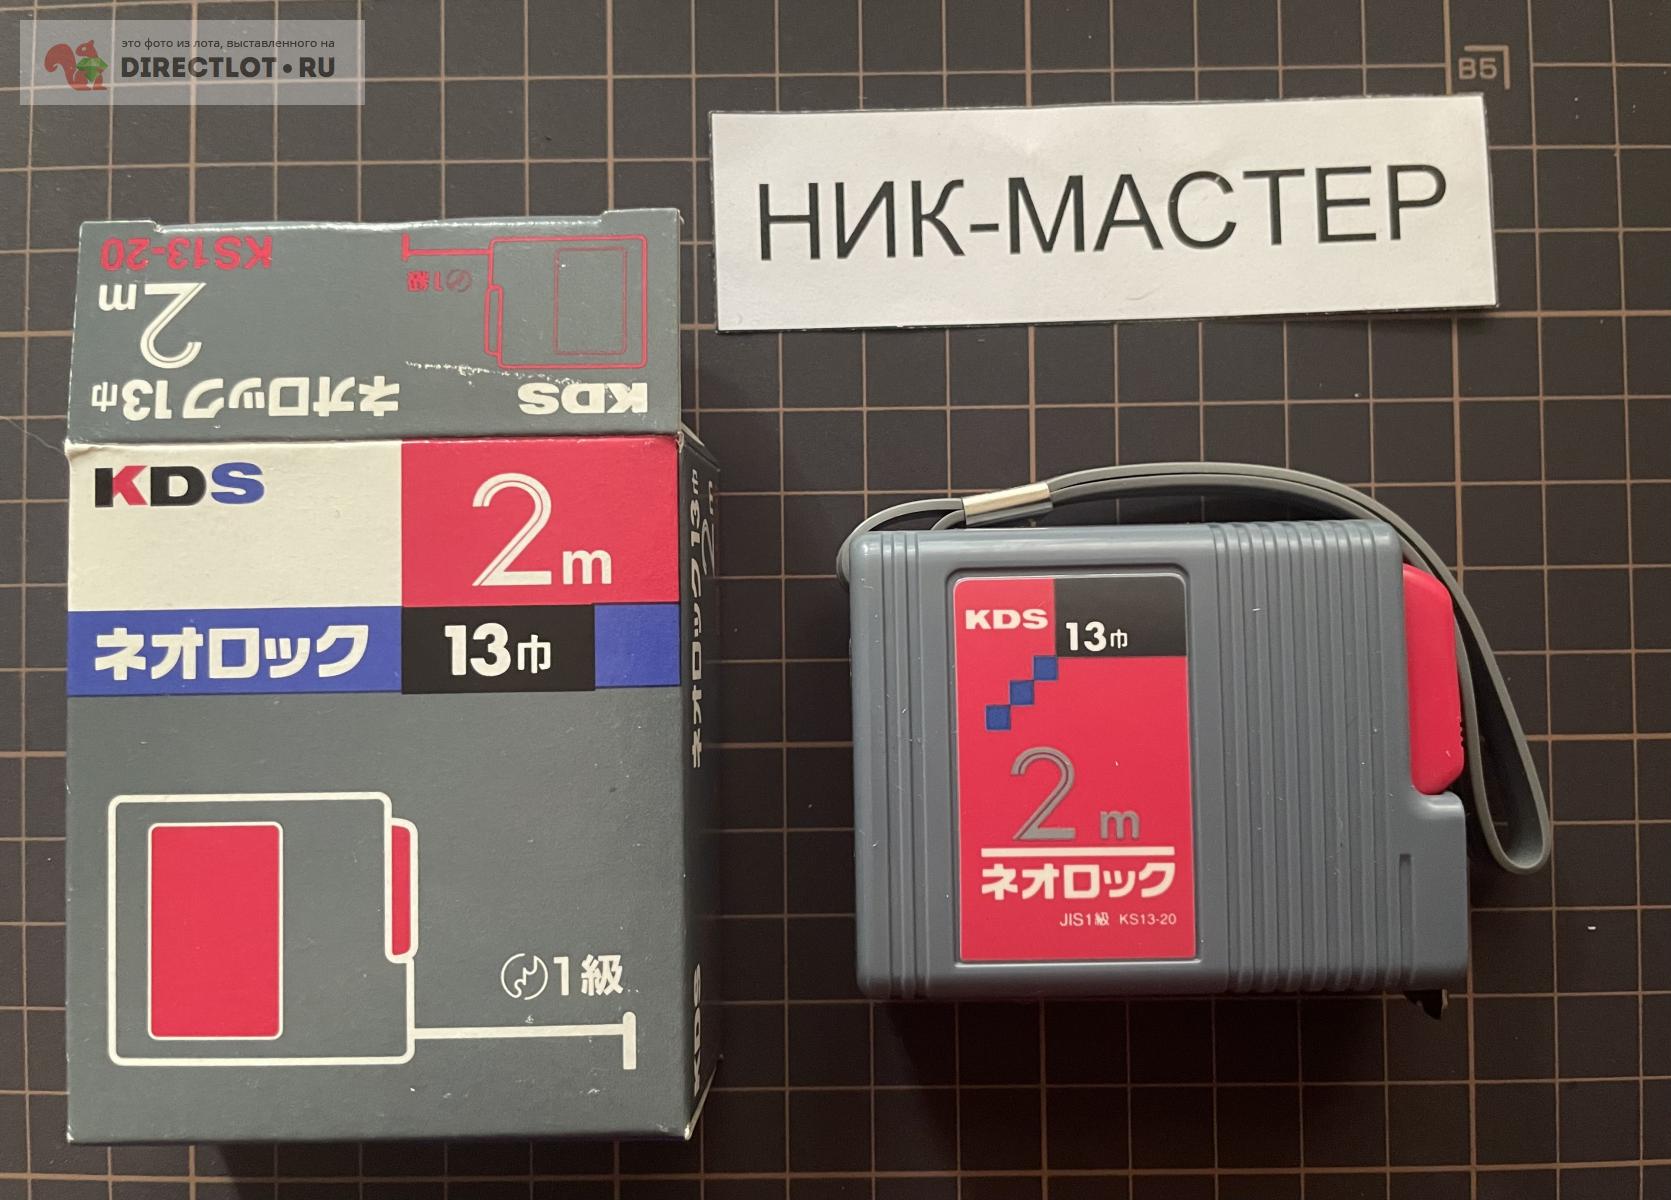 это фото из лота, выставленного на
DIRECTLOT.RU
B5
НИК-МАСТЕР
KS13-20
2m
1級
ネオロック13巾
KDS
KDS
2m
ネオロック
13巾
1級
ネオロック 13巾
2m
KDS
KDS
13巾
2m
ネオロック
JIS1級 KS13-20